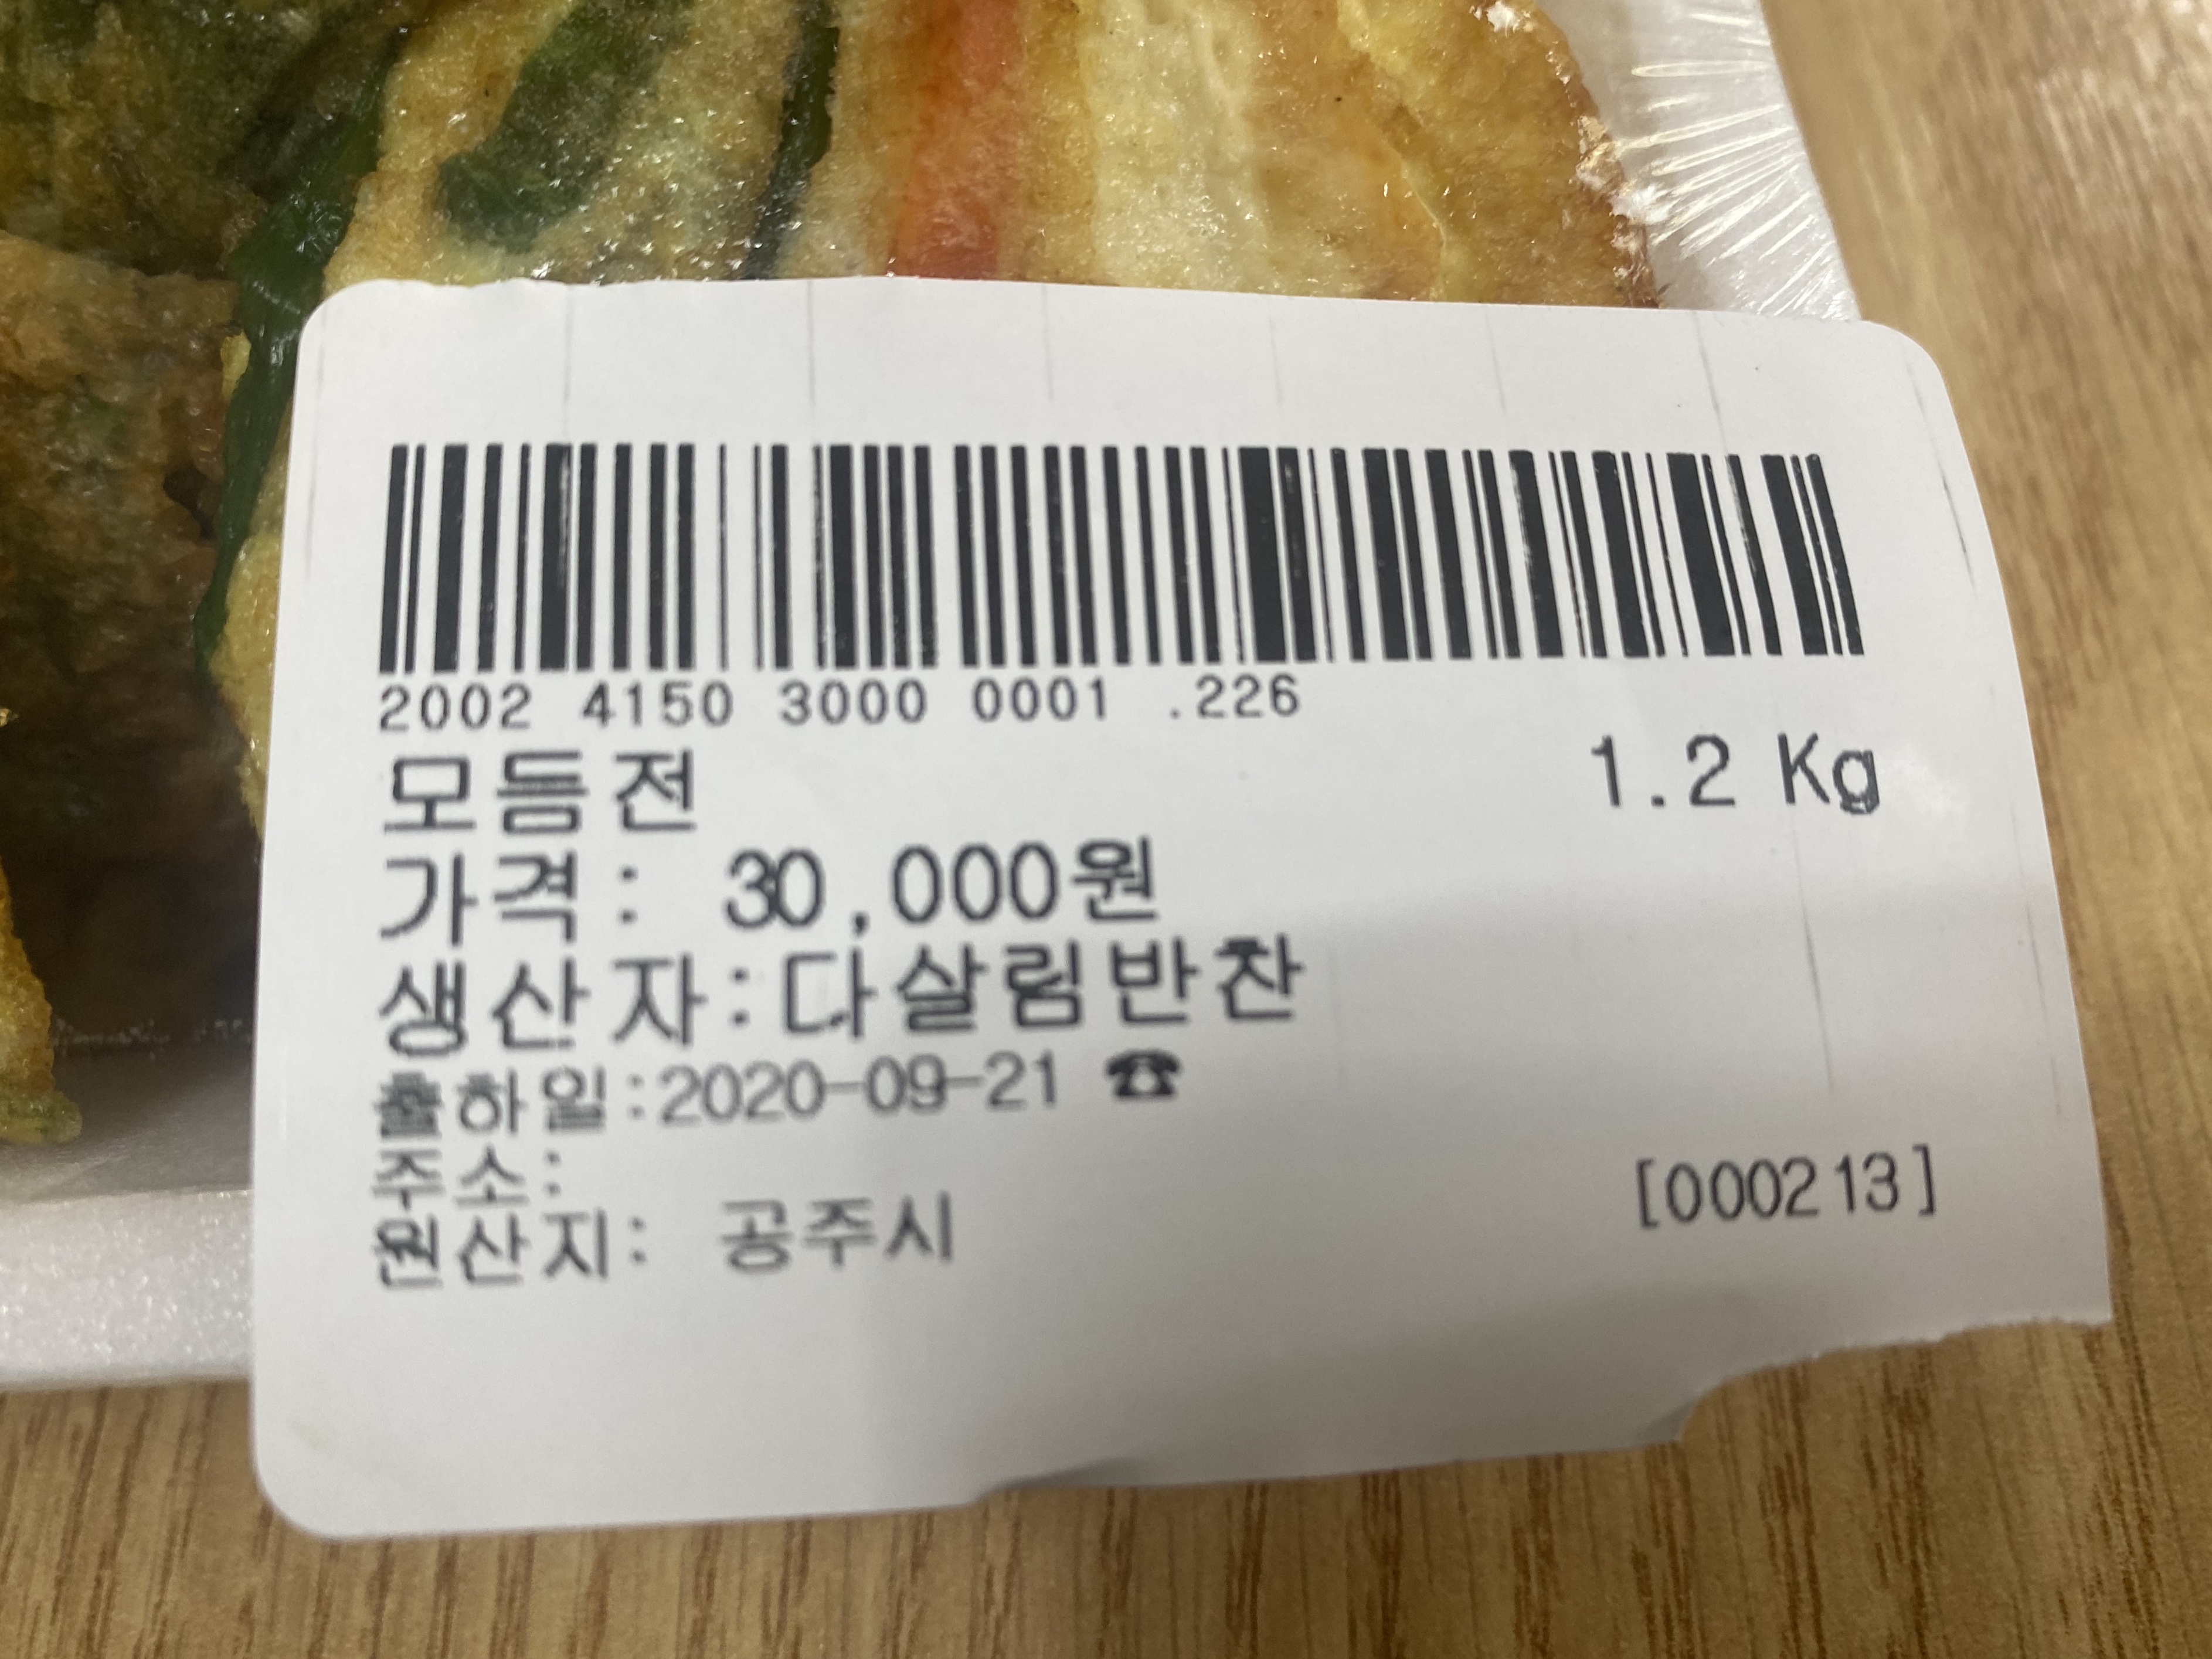 2002 4150 3000 0001 .226
모듬전 1.2 Kg
가격: 30,000원
생산자:다살림반찬
출하일:2020-09-21 ☎
주소:
[000213]
원산지: 공주시